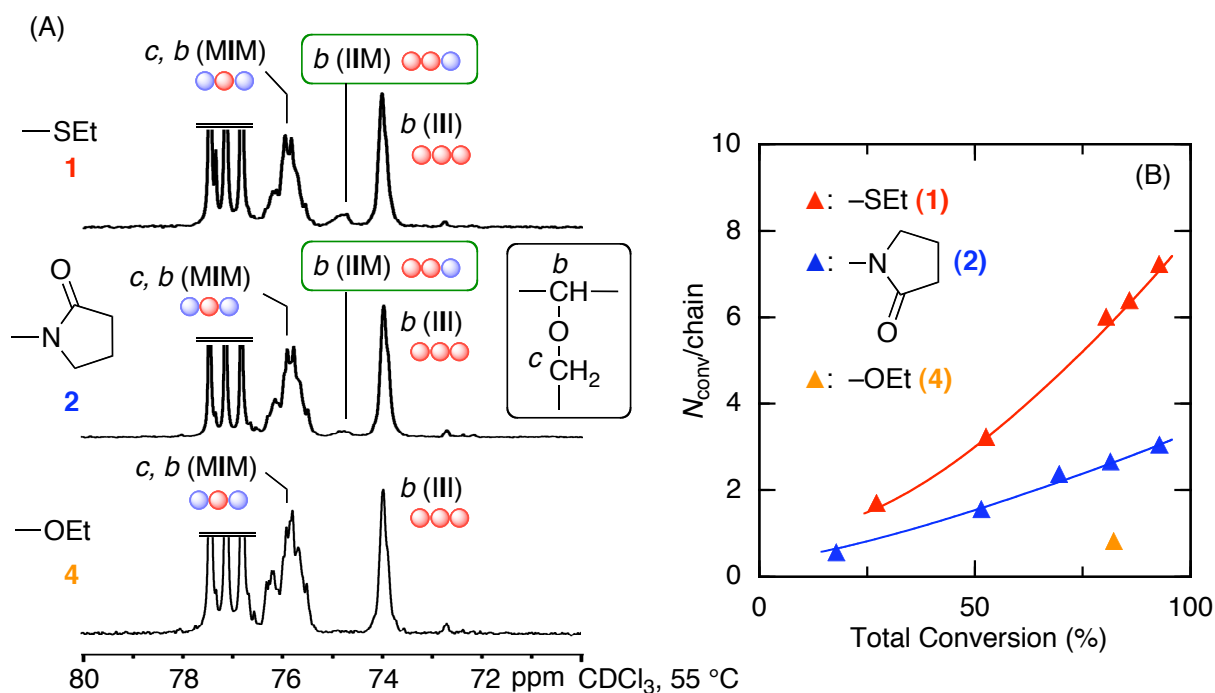 (A)
c, b (MIM)
b (IIM)
b (III)
—SEt
1
O
N
2
c, b (MIM)
b (IIM)
b (III)
b
—CH—
O
c
CH2
c, b (MIM)
b (III)
—OEt
4
80 78 76 74 72 ppm CDCl3, 55 °C
(B)
10
8
6
4
2
0
Nconv/chain
▲: –SEt (1)
▲: –N (2)
O
▲: –OEt (4)
0 50 100
Total Conversion (%)